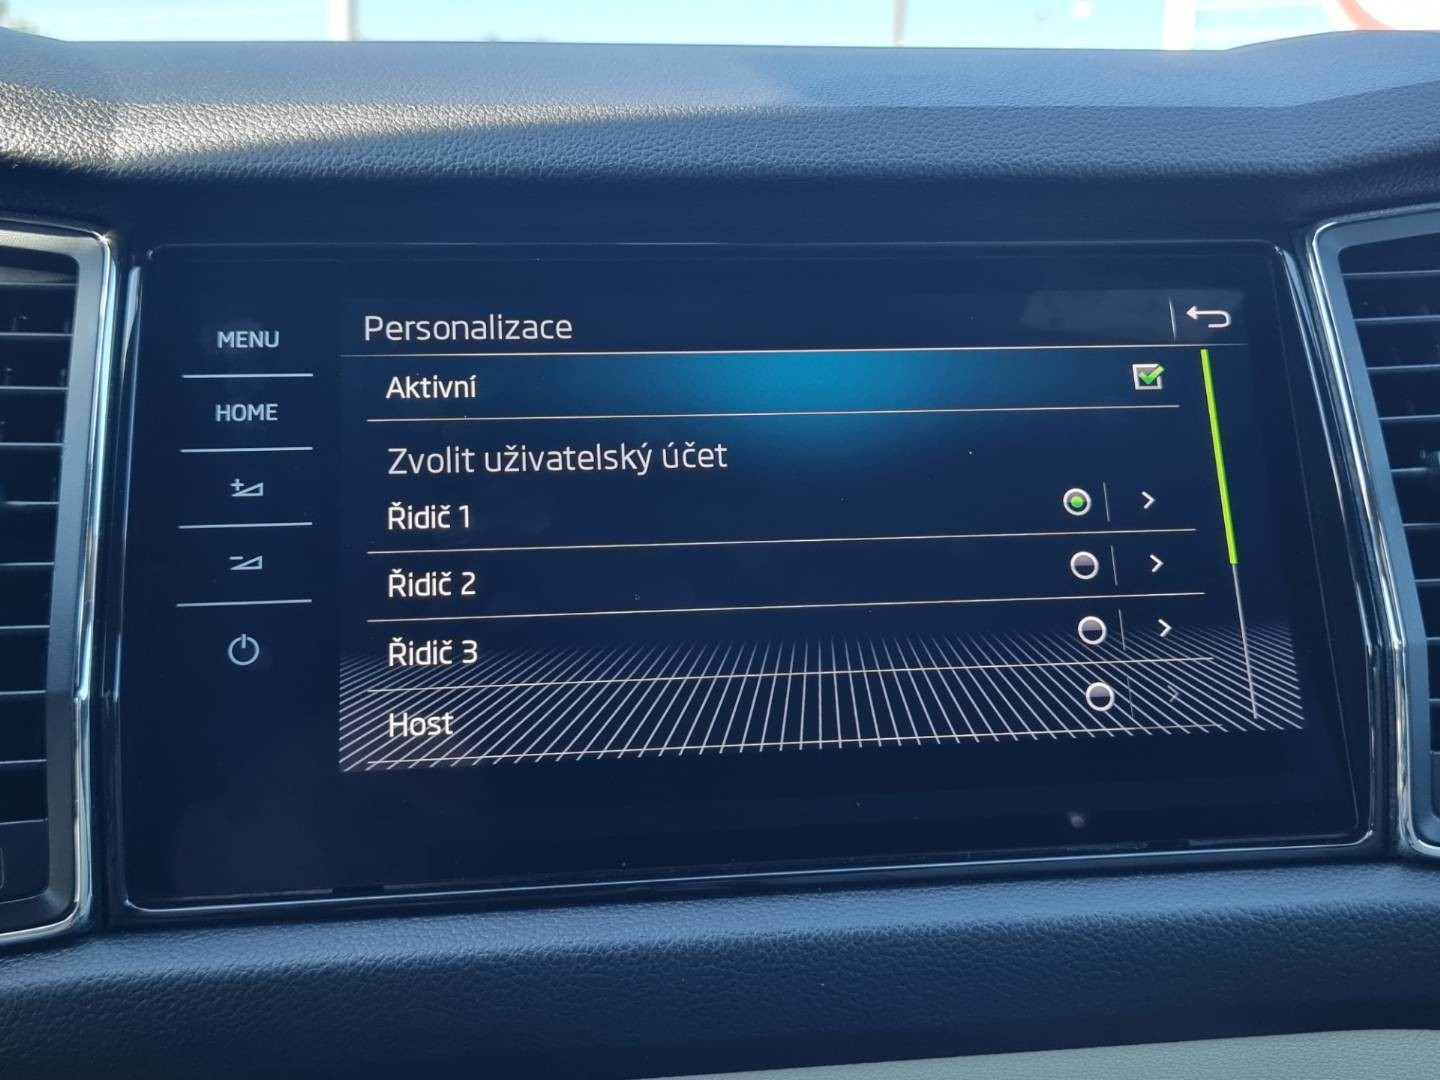 Personalizace
MENU
Aktivní
HOME
Zvolit uživatelský účet
Řidič 1
Řidič 2
Řidič 3
Host